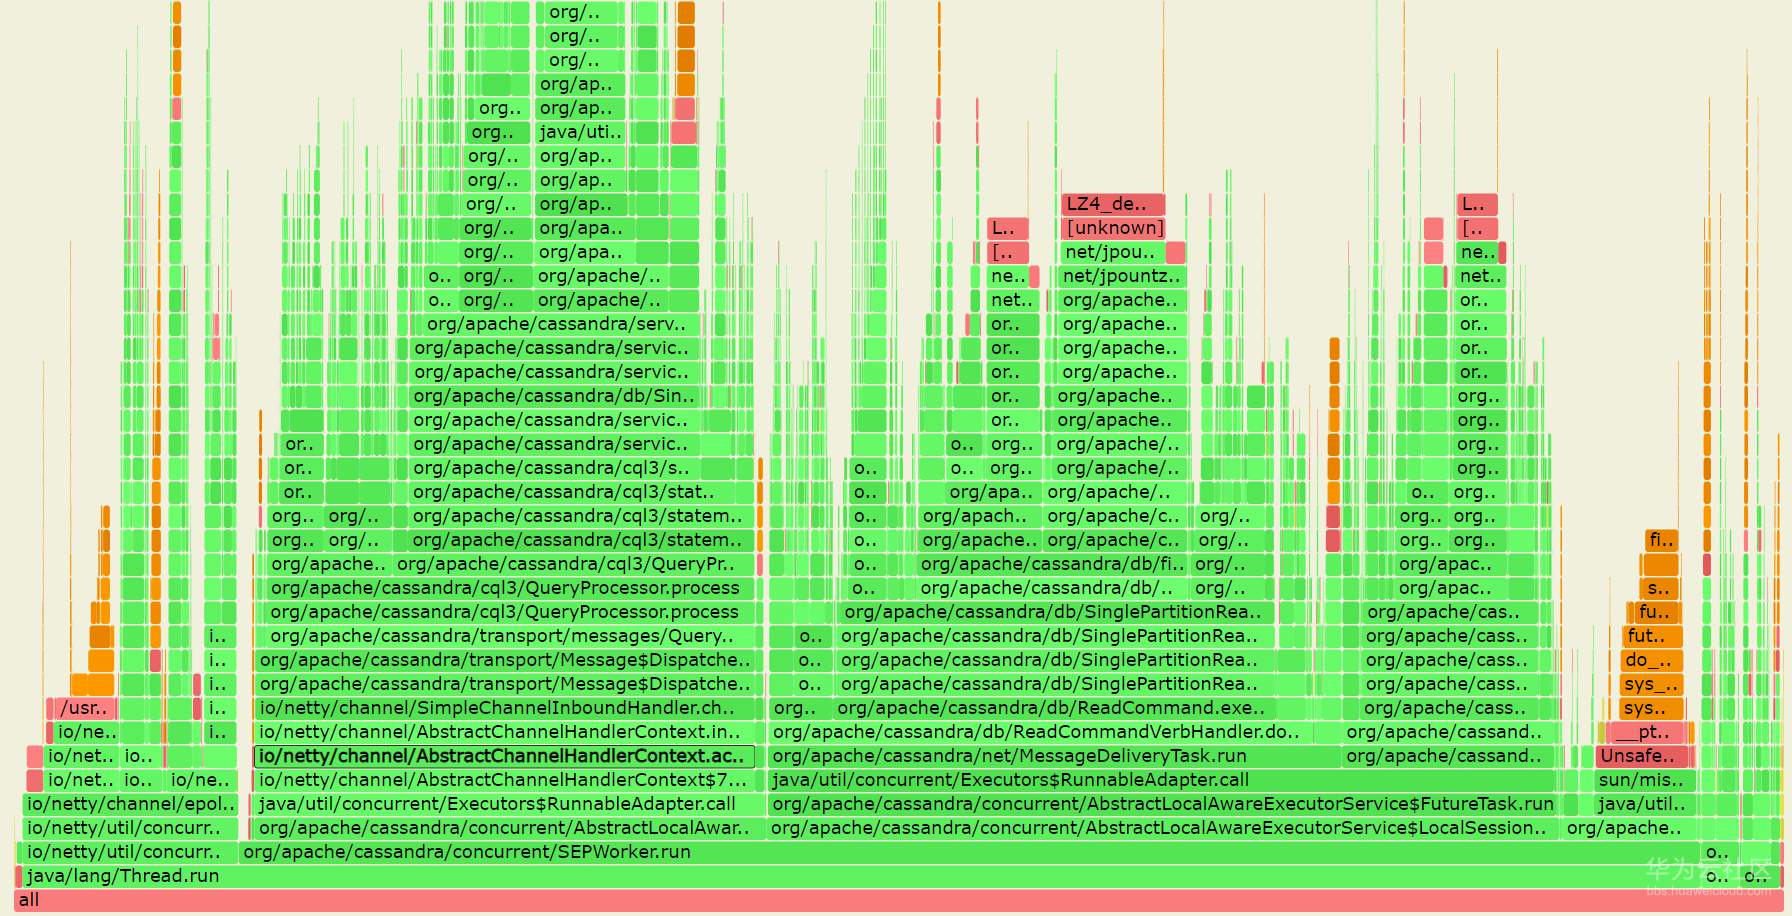 org/..
org/..
org/..
org/ap..
org.. org/ap..
org.. java/uti..
org/.. org/ap..
org/.. org/ap..
org/.. org/ap.. LZ4_de.. L..
org/.. org/apa.. L.. [unknown] [..
org/.. org/apa.. [.. net/jpou.. ne..
o.. org/.. org/apache/.. ne.. net/jpountz.. net..
o.. org/.. org/apache/.. net.. org/apache.. or..
org/apache/cassandra/serv.. or.. org/apache.. or..
org/apache/cassandra/servic.. or.. org/apache.. or..
org/apache/cassandra/servic.. or.. org/apache.. or..
org/apache/cassandra/db/Sin.. or.. org/apache.. org..
org/apache/cassandra/servic.. or.. org/apache.. org..
or.. org/apache/cassandra/servic.. o.. org.. org/apache/.. org..
or.. org/apache/cassandra/cql3/s.. o.. o.. org.. org/apache/.. org..
or.. org/apache/cassandra/cql3/stat.. o.. org/apa.. org/apache/.. o.. org..
org.. org/.. org/apache/cassandra/cql3/statem.. o.. org/apach.. org/apache/c.. org/.. org.. org..
org.. org/.. org/apache/cassandra/cql3/statem.. o.. org/apache.. org/apache/c.. org/.. org.. org.. fi..
org/apache.. org/apache/cassandra/cql3/QueryPr.. o.. org/apache/cassandra/db/fi.. org/.. org/apac..
org/apache/cassandra/cql3/QueryProcessor.process o.. org/apache/cassandra/db/.. org/.. org/apac.. s..
org/apache/cassandra/cql3/QueryProcessor.process org/apache/cassandra/db/SinglePartitionRea.. org/apache/cas.. fu..
i.. org/apache/cassandra/transport/messages/Query.. o.. org/apache/cassandra/db/SinglePartitionRea.. org/apache/cass.. fut..
i.. org/apache/cassandra/transport/Message$Dispatche.. o.. org/apache/cassandra/db/SinglePartitionRea.. org/apache/cass.. do_..
i.. org/apache/cassandra/transport/Message$Dispatche.. o.. org/apache/cassandra/db/SinglePartitionRea.. org/apache/cass.. sys_..
/usr.. i.. io/netty/channel/SimpleChannelInboundHandler.ch.. org.. org/apache/cassandra/db/ReadCommand.exe.. org/apache/cass.. sys..
io/ne.. i.. io/netty/channel/AbstractChannelHandlerContext.in.. org/apache/cassandra/db/ReadCommandVerbHandler.do.. org/apache/cassand.. __pt..
io/net.. io.. io/netty/channel/AbstractChannelHandlerContext.ac.. org/apache/cassandra/net/MessageDeliveryTask.run org/apache/cassand.. Unsafe..
io/net.. io.. io/ne.. io/netty/channel/AbstractChannelHandlerContext$7... java/util/concurrent/Executors$RunnableAdapter.call sun/mis..
io/netty/channel/epol.. java/util/concurrent/Executors$RunnableAdapter.call org/apache/cassandra/concurrent/AbstractLocalAwareExecutorService$FutureTask.run java/util..
io/netty/util/concurr.. org/apache/cassandra/concurrent/AbstractLocalAwar.. org/apache/cassandra/concurrent/AbstractLocalAwareExecutorService$LocalSession.. org/apache..
io/netty/util/concurr.. org/apache/cassandra/concurrent/SEPWorker.run o..
java/lang/Thread.run o.. o..
all
华为云社区
bbs.huaweicloud.com